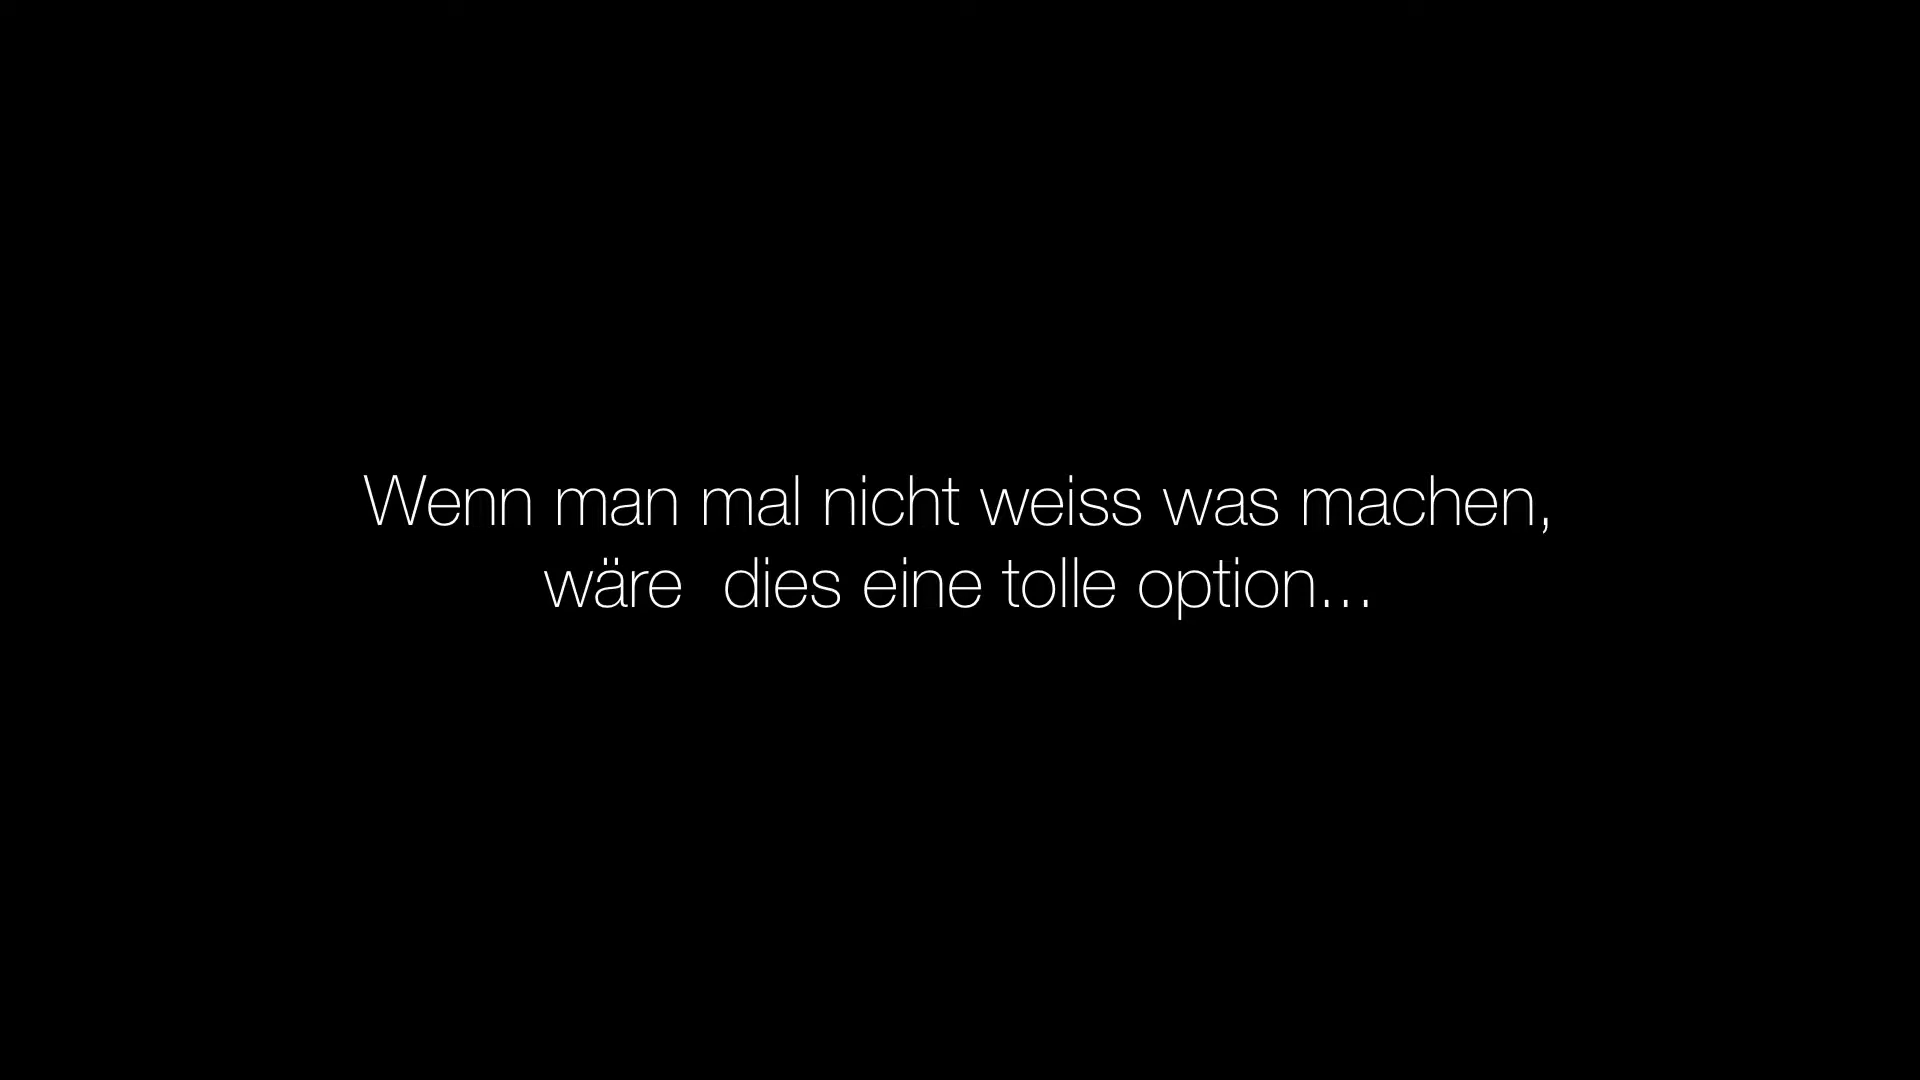 Wenn man mal nicht weiss was machen,
wäre  dies eine tolle option...